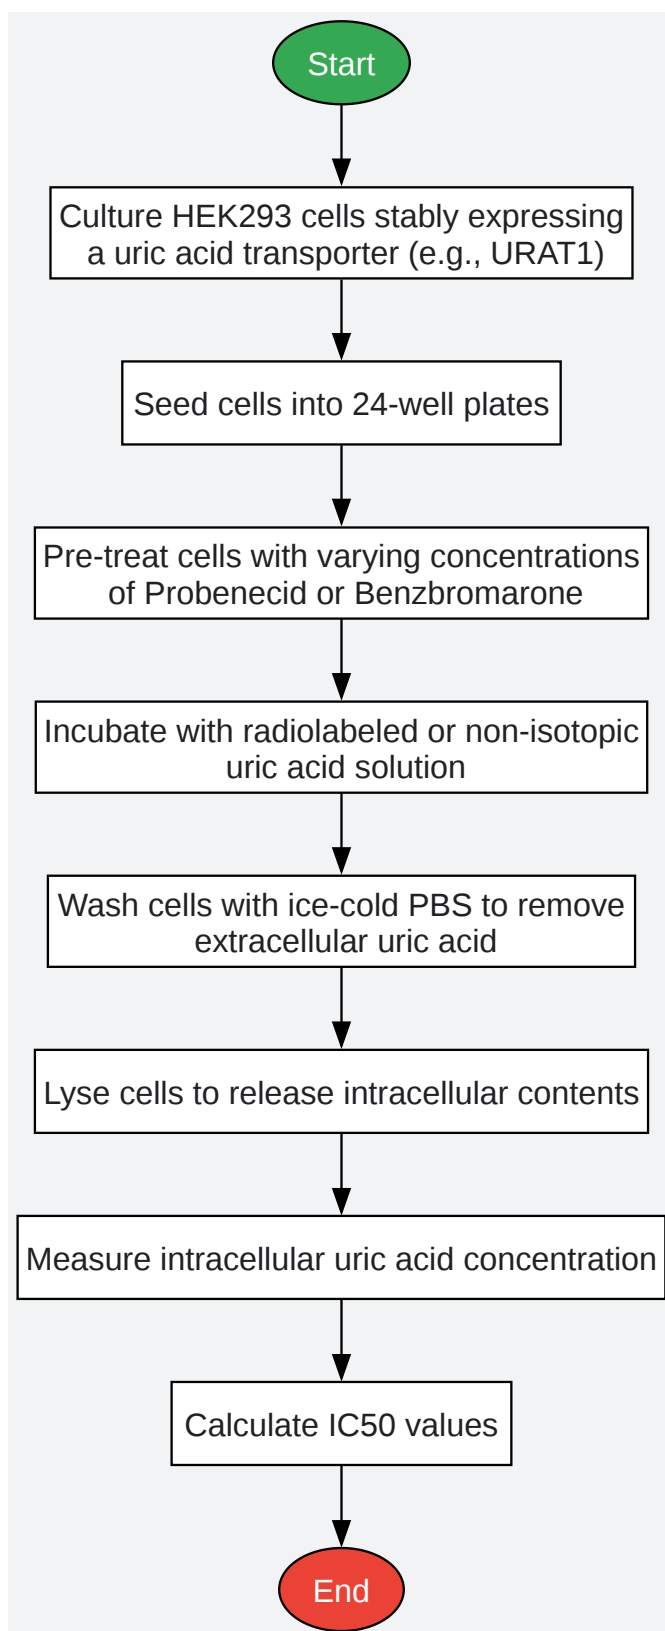 Start
Culture HEK293 cells stably expressing
a uric acid transporter (e.g., URAT1)
Seed cells into 24-well plates
Pre-treat cells with varying concentrations
of Probenecid or Benzbromarone
Incubate with radiolabeled or non-isotopic
uric acid solution
Wash cells with ice-cold PBS to remove
extracellular uric acid
Lyse cells to release intracellular contents
Measure intracellular uric acid concentration
Calculate IC50 values
End